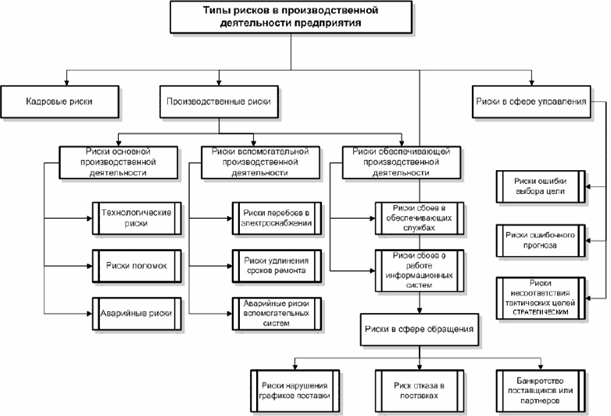 Типы рисков в производственной
деятельности предприятия
Кадровые риски
Производственные риски
Риски в сфере управления
Риски основной
производственной
деятельности
Риски вспомогательной
производственной
деятельности
Риски обеспечивающей
производственной
деятельности
Технологические
риски
Риски перебоев в
электроснабжении
Риски сбоев в
обеспечивающих
службах
Риски ошибки
выбора цели
Риски поломок
Риски удлинения
сроков ремонта
Риски сбоев в
работе
информационных
систем
Риски ошибочного
прогноза
Аварийные риски
Аварийные риски
вспомогательных
систем
Риски
несоответствия
тактических целей
СТРАТЕГИЧЕСКИМ
Риски в сфере обращения
Риски нарушения
графиков поставки
Риск отказа в
поставках
Банкротство
поставщиков или
партнеров